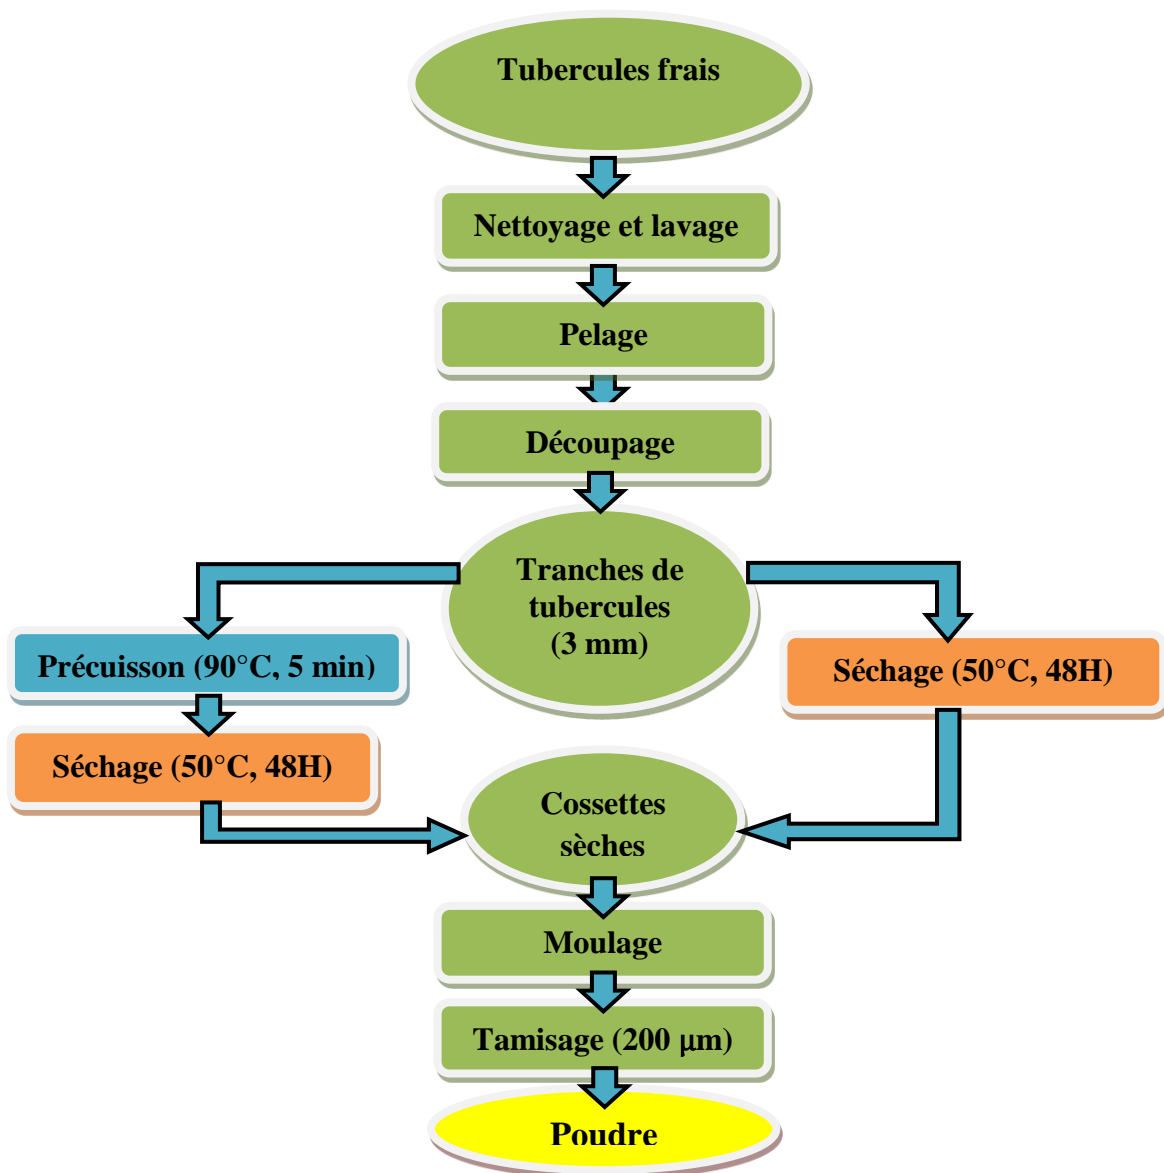 Tubercules frais
Nettoyage et lavage
Pelage
Découpage
Tranches de
tubercules
(3 mm)
Précuisson (90°C, 5 min)
Séchage (50°C, 48H)
Séchage (50°C, 48H)
Cossettes
sèches
Moulage
Tamisage (200 µm)
Poudre